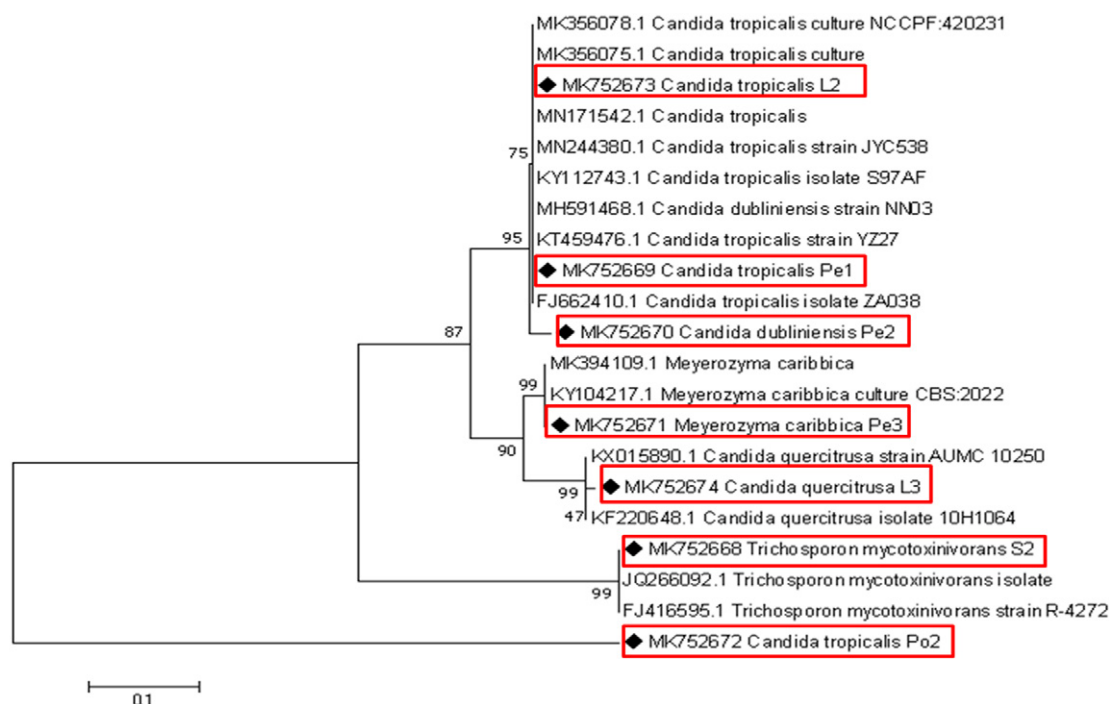 MK356078.1 Candida tropicalis culture NCCPF:420231
MK356075.1 Candida tropicalis culture
MK752673 Candida tropicalis L2
MN171542.1 Candida tropicalis
75
MN244380.1 Candida tropicalis strain JYC538
KY112743.1 Candida tropicalis isolate S97AF
MH591468.1 Candida dubliniensis strain NN03
95
KT459476.1 Candida tropicalis strain YZ27
MK752669 Candida tropicalis Pe1
FJ662410.1 Candida tropicalis isolate ZA038
87
MK752670 Candida dubliniensis Pe2
MK394109.1 Meyerozyma caribbica
99
KY104217.1 Meyerozyma caribbica culture CBS:2022
MK752671 Meyerozyma caribbica Pe3
90
KX015890.1 Candida quercitrusa strain AUMC 10250
MK752674 Candida quercitrusa L3
99
47
KF220648.1 Candida quercitrusa isolate 10H1064
MK752668 Trichosporon mycotoxinivorans S2
JQ266092.1 Trichosporon mycotoxinivorans isolate
99
FJ416595.1 Trichosporon mycotoxinivorans strain R-4272
MK752672 Candida tropicalis Po2
0.1